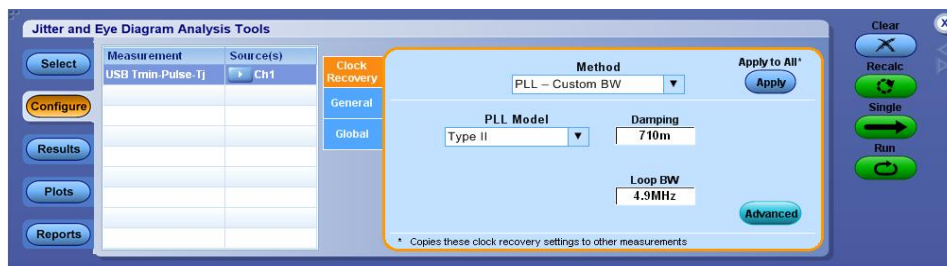 Jitter and Eye Diagram Analysis Tools
Clear
Select
Measurement Source(s)
USB Tmin-Pulse-Tj Ch1
Clock Recovery
Method
PLL – Custom BW
Apply to All*
Apply
Recalc
Configure
General
PLL Model
Type II
Damping
710m
Single
Global
Results
Run
Plots
Loop BW
4.9MHz
Advanced
Reports
* Copies these clock recovery settings to other measurements